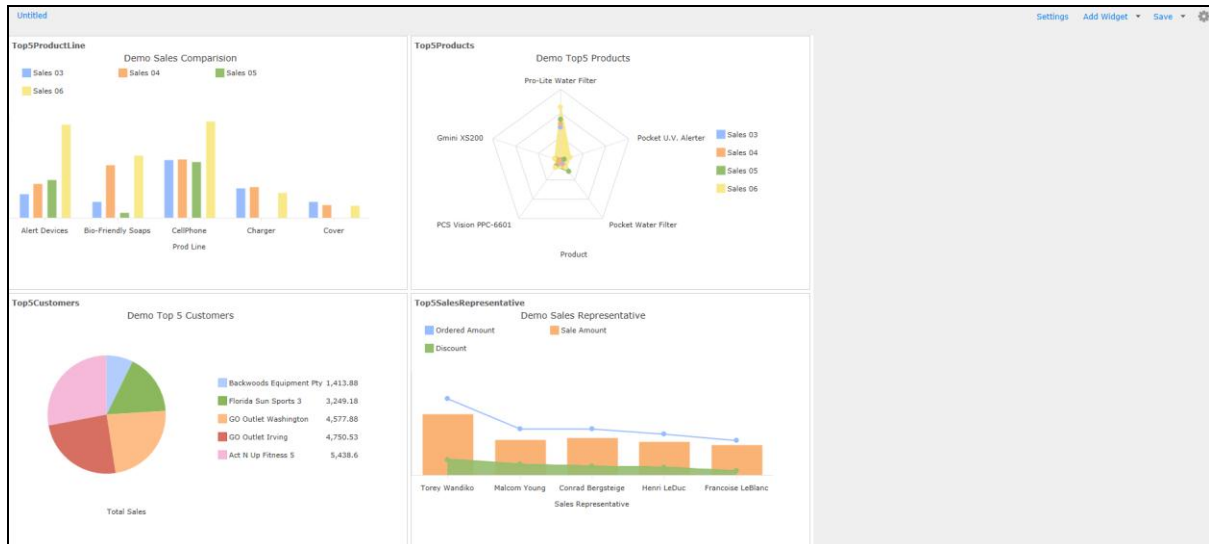 Untitled
Settings Add Widget Save
Top5ProductLine
Demo Sales Comparision
Sales 03 Sales 04 Sales 05
Sales 06
Alert Devices Bio-Friendly Soaps CellPhone Charger Cover
Prod Line
Top5Products
Demo Top5 Products
Pro-Lite Water Filter
Gmini XS200 Pocket U.V. Alerter
Sales 03
Sales 04
Sales 05
Sales 06
PCS Vision PPC-6601 Pocket Water Filter
Product
Top5Customers
Demo Top 5 Customers
Backwoods Equipment Pty 1,413.88
Florida Sun Sports 3 3,249.18
GO Outlet Washington 4,577.88
GO Outlet Irving 4,750.53
Act N Up Fitness 5 5,438.6
Total Sales
Top5SalesRepresentative
Demo Sales Representative
Ordered Amount Sale Amount
Discount
Torey Wandiko Malcom Young Conrad Bergsteige Henri LeDuc Francoise LeBlanc
Sales Representative